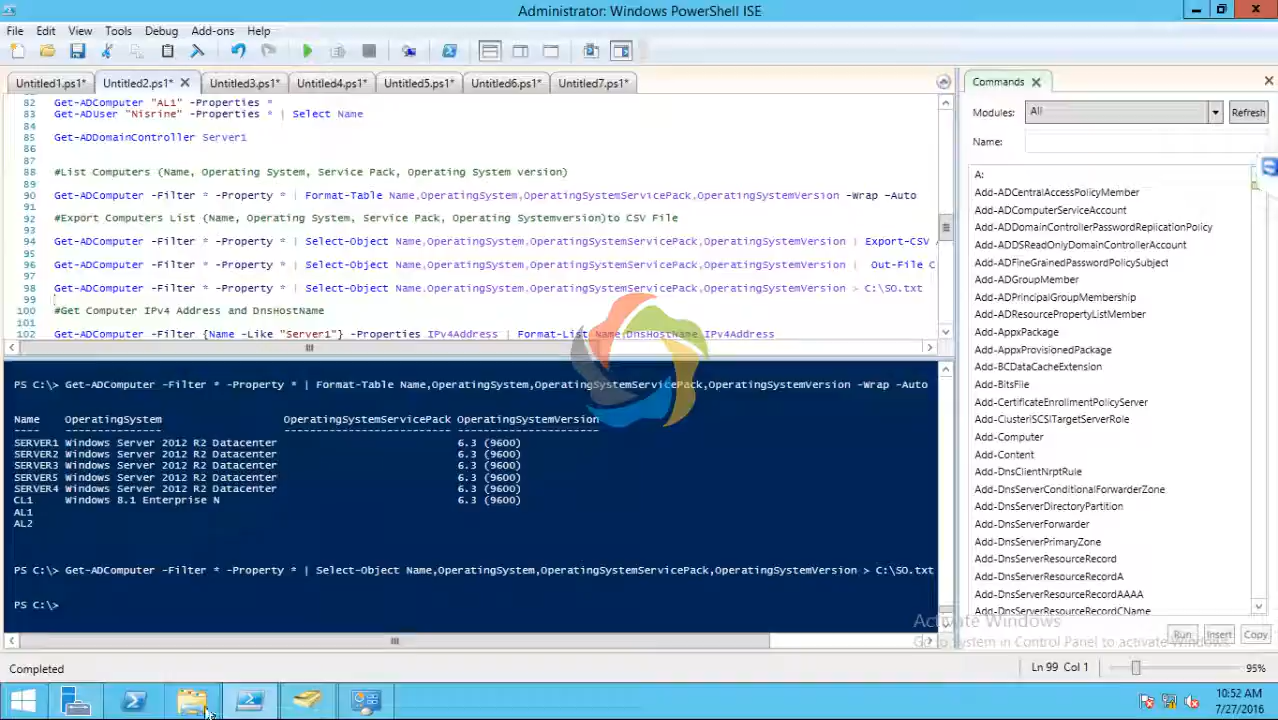 Administrator: Windows PowerShell ISE
File Edit View Tools Debug Add-ons Help
Untitled1.ps1* Untitled2.ps1* Untitled3.ps1* Untitled4.ps1* Untitled5.ps1* Untitled6.ps1* Untitled7.ps1*
82 Get-ADComputer "AL1" -Properties *
83 Get-ADUser "Nisrine" -Properties * | Select Name
84
85 Get-ADDomainController Server1
86
87
88 #List Computers (Name, Operating System, Service Pack, Operating System version)
89
90 Get-ADComputer -Filter * -Property * | Format-Table Name,OperatingSystem,OperatingSystemServicePack,OperatingSystemVersion -Wrap -Auto
91
92 #Export Computers List (Name, Operating System, Service Pack, Operating Systemversion)to CSV File
93
94 Get-ADComputer -Filter * -Property * | Select-Object Name,OperatingSystem,OperatingSystemServicePack,OperatingSystemVersion | Export-CSV
95
96 Get-ADComputer -Filter * -Property * | Select-Object Name,OperatingSystem,OperatingSystemServicePack,OperatingSystemVersion | Out-File C
97
98 Get-ADComputer -Filter * -Property * | Select-Object Name,OperatingSystem,OperatingSystemServicePack,OperatingSystemVersion > C:\SO.txt
99
100 #Get Computer IPv4 Address and DnsHostName
101
102 Get-ADComputer -Filter {Name -Like "Server1"} -Properties IPv4Address | Format-List Name,DnsHostName,IPv4Address
PS C:\> Get-ADComputer -Filter * -Property * | Format-Table Name,OperatingSystem,OperatingSystemServicePack,OperatingSystemVersion -Wrap -Auto
Name OperatingSystem OperatingSystemServicePack OperatingSystemVersion
---- --------------- -------------------------- ----------------------
SERVER1 Windows Server 2012 R2 Datacenter 6.3 (9600)
SERVER2 Windows Server 2012 R2 Datacenter 6.3 (9600)
SERVER3 Windows Server 2012 R2 Datacenter 6.3 (9600)
SERVER5 Windows Server 2012 R2 Datacenter 6.3 (9600)
SERVER4 Windows Server 2012 R2 Datacenter 6.3 (9600)
CL1 Windows 8.1 Enterprise N 6.3 (9600)
AL1
AL2
PS C:\> Get-ADComputer -Filter * -Property * | Select-Object Name,OperatingSystem,OperatingSystemServicePack,OperatingSystemVersion > C:\SO.txt
PS C:\>
Commands
Modules: All Refresh
Name:
A:
Add-ADCentralAccessPolicyMember
Add-ADComputerServiceAccount
Add-ADDomainControllerPasswordReplicationPolicy
Add-ADDSReadOnlyDomainControllerAccount
Add-ADFineGrainedPasswordPolicySubject
Add-ADGroupMember
Add-ADPrincipalGroupMembership
Add-ADResourcePropertyListMember
Add-AppxPackage
Add-AppxProvisionedPackage
Add-BCDataCacheExtension
Add-BitsFile
Add-CertificateEnrollmentPolicyServer
Add-ClusteriSCSITargetServerRole
Add-Computer
Add-Content
Add-DnsClientNrptRule
Add-DnsServerConditionalForwarderZone
Add-DnsServerDirectoryPartition
Add-DnsServerForwarder
Add-DnsServerPrimaryZone
Add-DnsServerResourceRecord
Add-DnsServerResourceRecordA
Add-DnsServerResourceRecordAAAA
Add-DnsServerResourceRecordCName
Run Insert Copy
Activate Windows
Go to System in Control Panel to activate Windows.
Completed
Ln 99 Col 1
95%
10:52 AM
7/27/2016